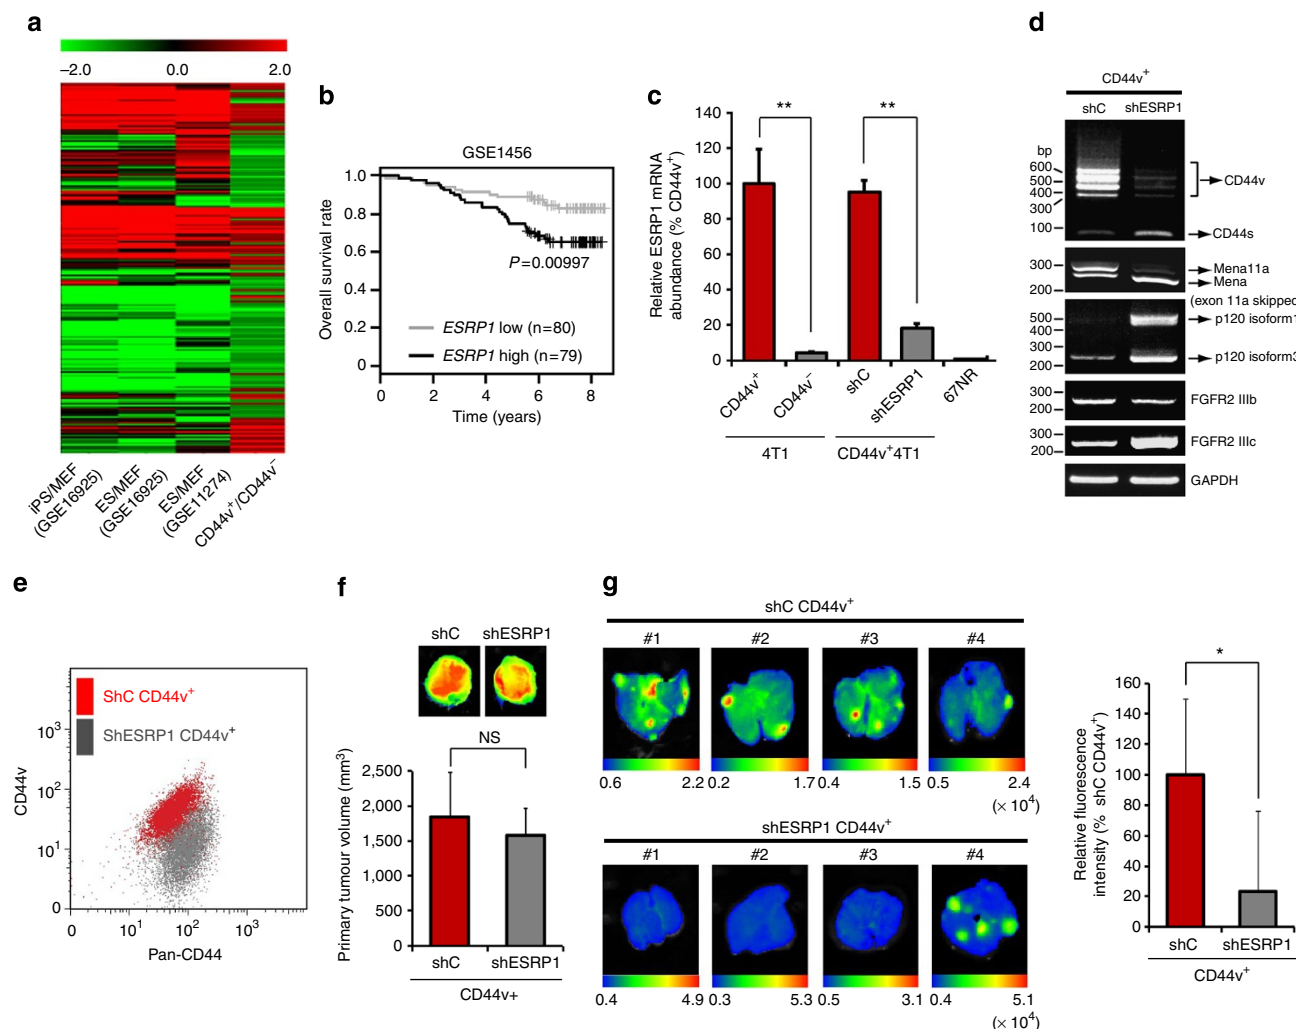 a
−2.0 0.0 2.0
iPS/MEF
(GSE16925)
ES/MEF
(GSE16925)
ES/MEF
(GSE11274)
CD44v+/CD44v−
b
GSE1456
Overall survival rate
1.0
0.8
0.6
0.4
0.2
0
P=0.00997
ESRP1 low (n=80)
ESRP1 high (n=79)
0 2 4 6 8
Time (years)
c
Relative ESRP1 mRNA
abundance (% CD44v+)
140
120
100
80
60
40
20
0
** **
CD44v+
CD44v−
shC
shESRP1
67NR
4T1
CD44v+4T1
d
CD44v+
shC shESRP1
bp
600
500
400
300
100
CD44v
CD44s
300
200
Mena11a
Mena
(exon 11a skipped
500
400
300
200
p120 isoform1
p120 isoform3
300
200
FGFR2 IIIb
300
200
FGFR2 IIIc
GAPDH
e
ShC CD44v+
ShESRP1 CD44v+
CD44v
10³
10²
10¹
0
0 10¹ 10² 10³
Pan-CD44
f
shC shESRP1
NS
Primary tumour volume (mm³)
2,500
2,000
1,500
1,000
500
0
shC shESRP1
CD44v+
g
shC CD44v+
#1 #2 #3 #4
0.6 2.2 0.2 1.7 0.4 1.5 0.5 2.4
(× 10⁴)
shESRP1 CD44v+
#1 #2 #3 #4
0.4 4.9 0.3 5.3 0.5 3.1 0.4 5.1
(× 10⁴)
Relative fluorescence
intensity (% shC CD44v+)
160
140
120
100
80
60
40
20
0
*
shC shESRP1
CD44v+